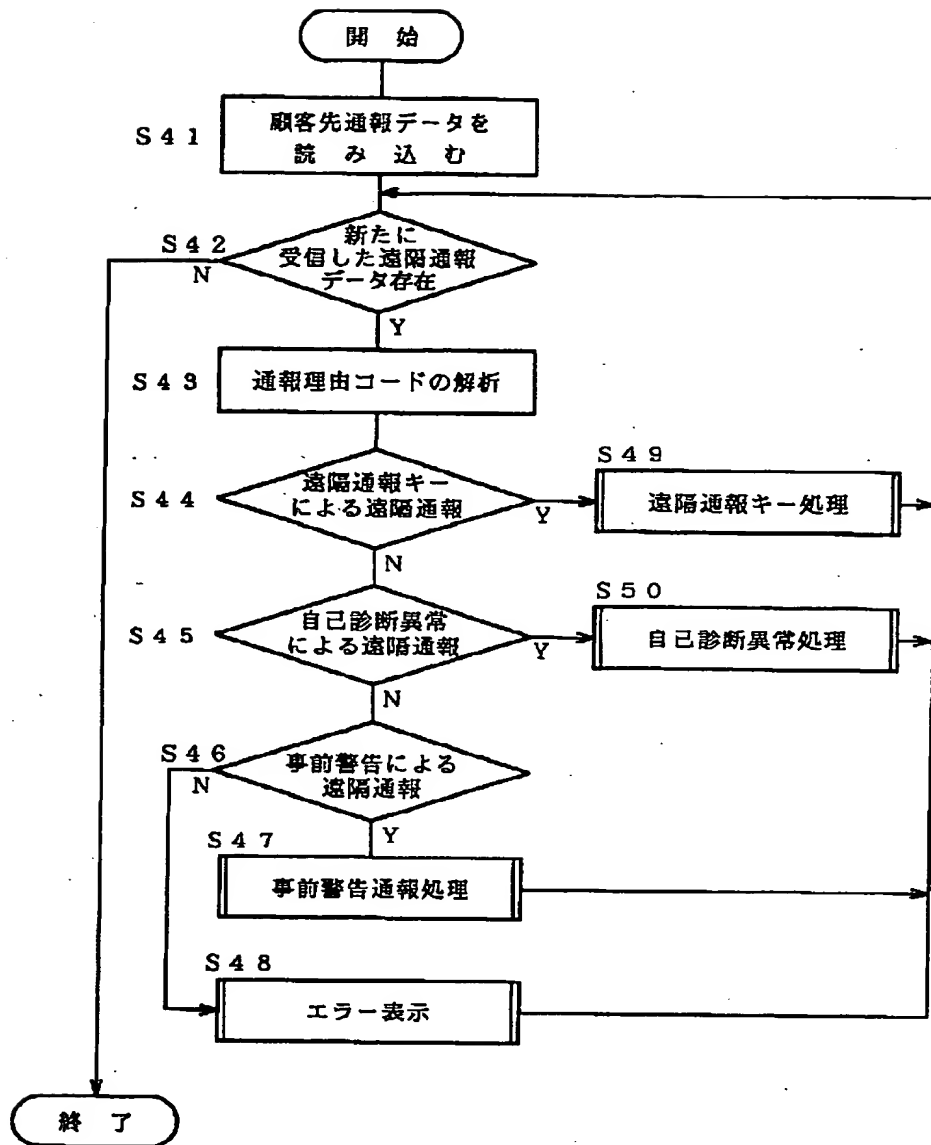 開 始
S41
顧客先通報データを
読 み 込 む
S42
新たに
受信した遠隔通報
データ存在
N
Y
S43
通報理由コードの解析
S44
遠隔通報キー
による遠隔通報
Y
S49
遠隔通報キー処理
N
S45
自己診断異常
による遠隔通報
Y
S50
自己診断異常処理
N
S46
事前警告による
遠隔通報
N
Y
S47
事前警告通報処理
S48
エラー表示
終 了